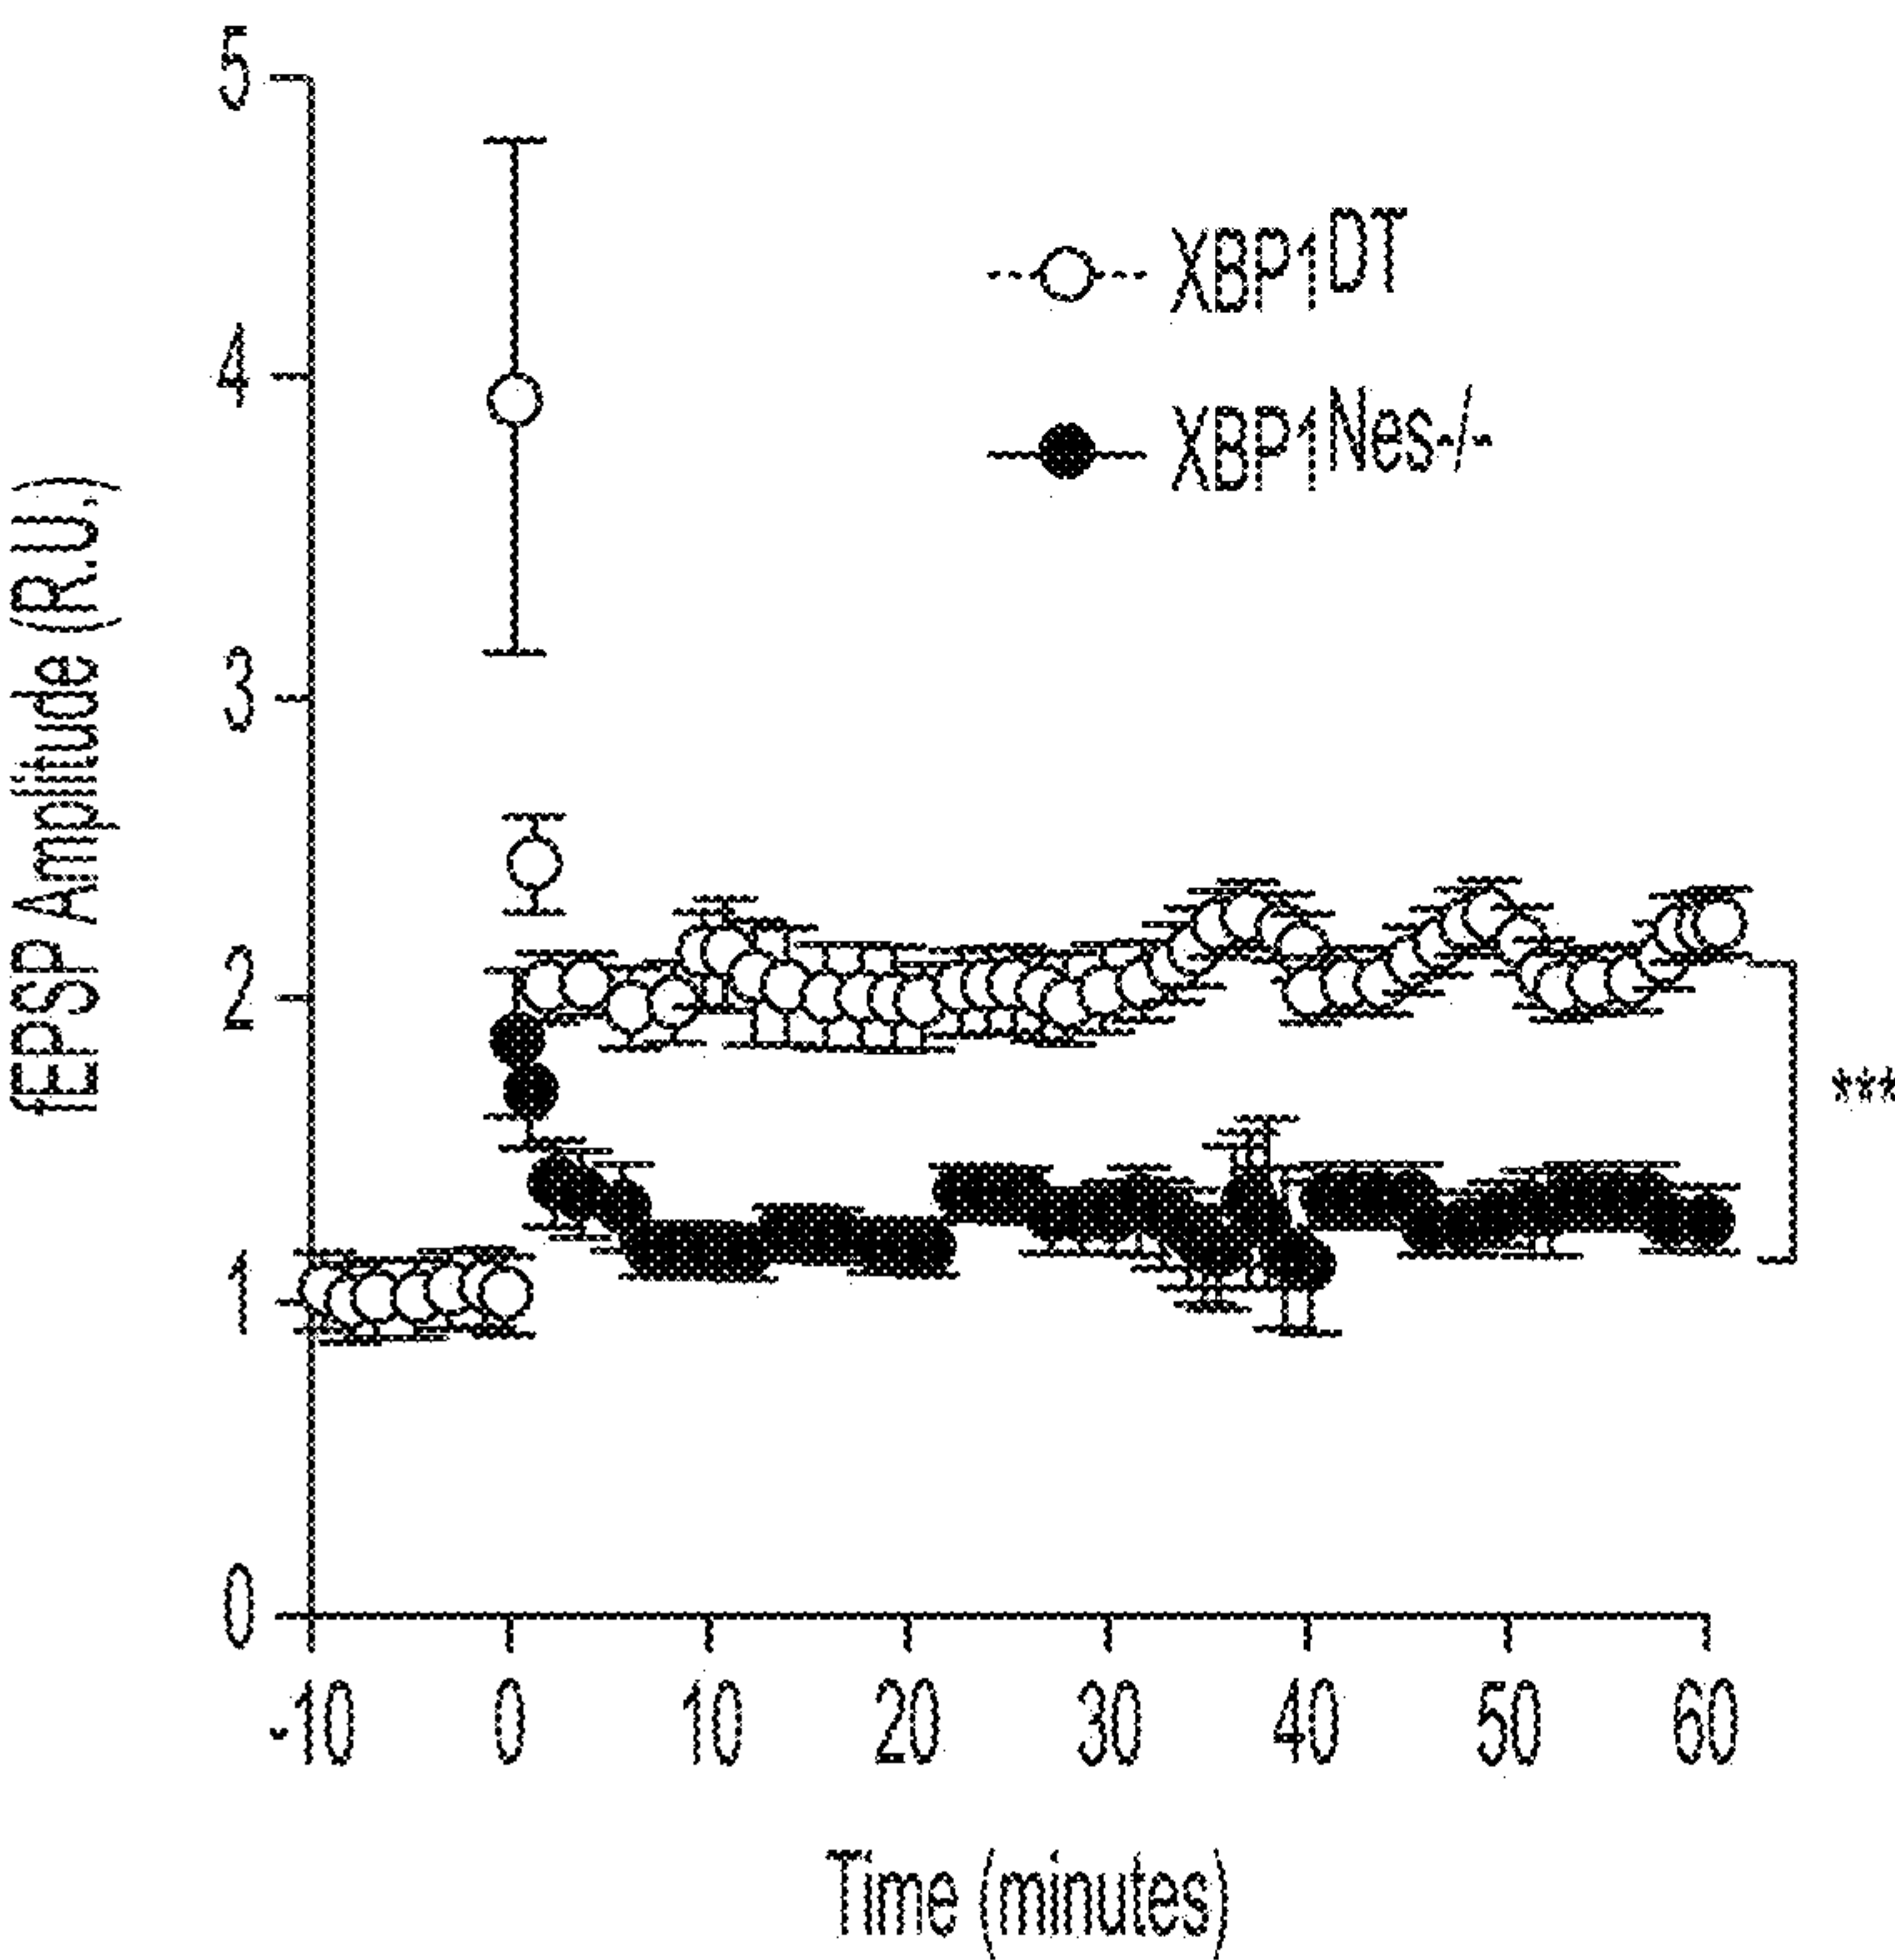 fEPSP Amplitude (R.U.)
5
4
3
2
1
0
XBP1DT
XBP1Nes-/-
***
-10 0 10 20 30 40 50 60
Time (minutes)